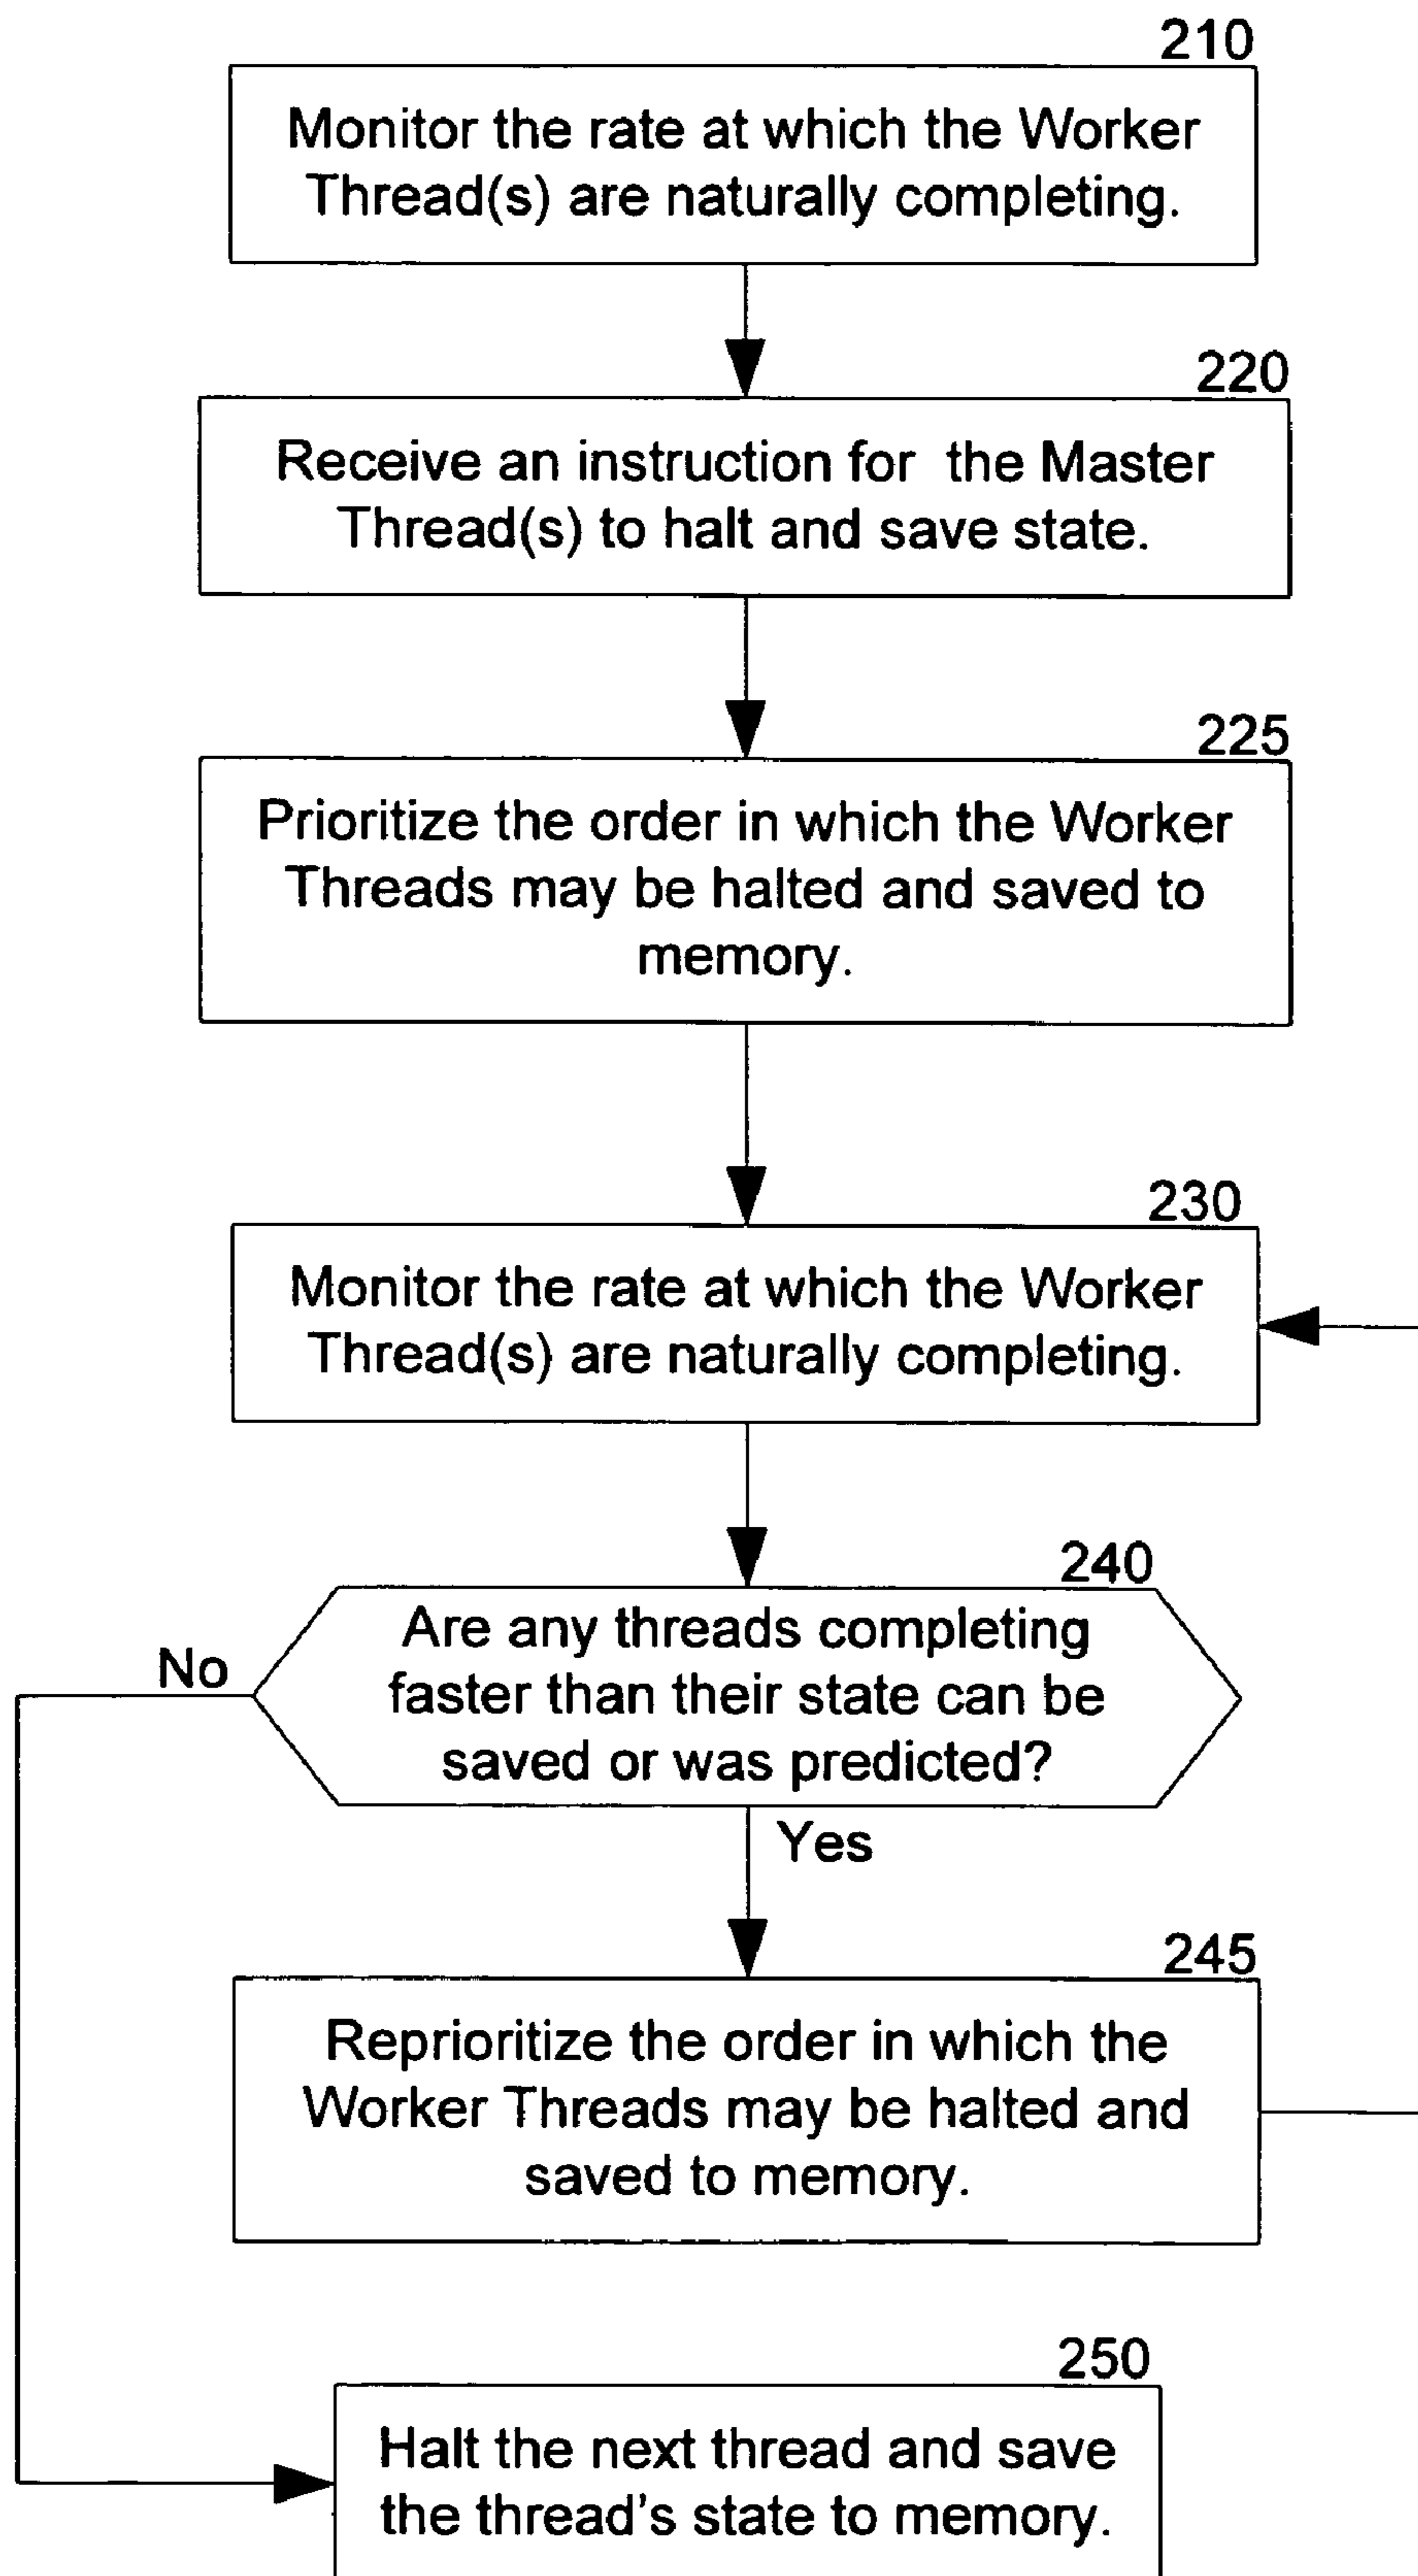 210
Monitor the rate at which the Worker
Thread(s) are naturally completing.
220
Receive an instruction for the Master
Thread(s) to halt and save state.
225
Prioritize the order in which the Worker
Threads may be halted and saved to
memory.
230
Monitor the rate at which the Worker
Thread(s) are naturally completing.
240
Are any threads completing
faster than their state can be
saved or was predicted?
No
Yes
245
Reprioritize the order in which the
Worker Threads may be halted and
saved to memory.
250
Halt the next thread and save
the thread's state to memory.